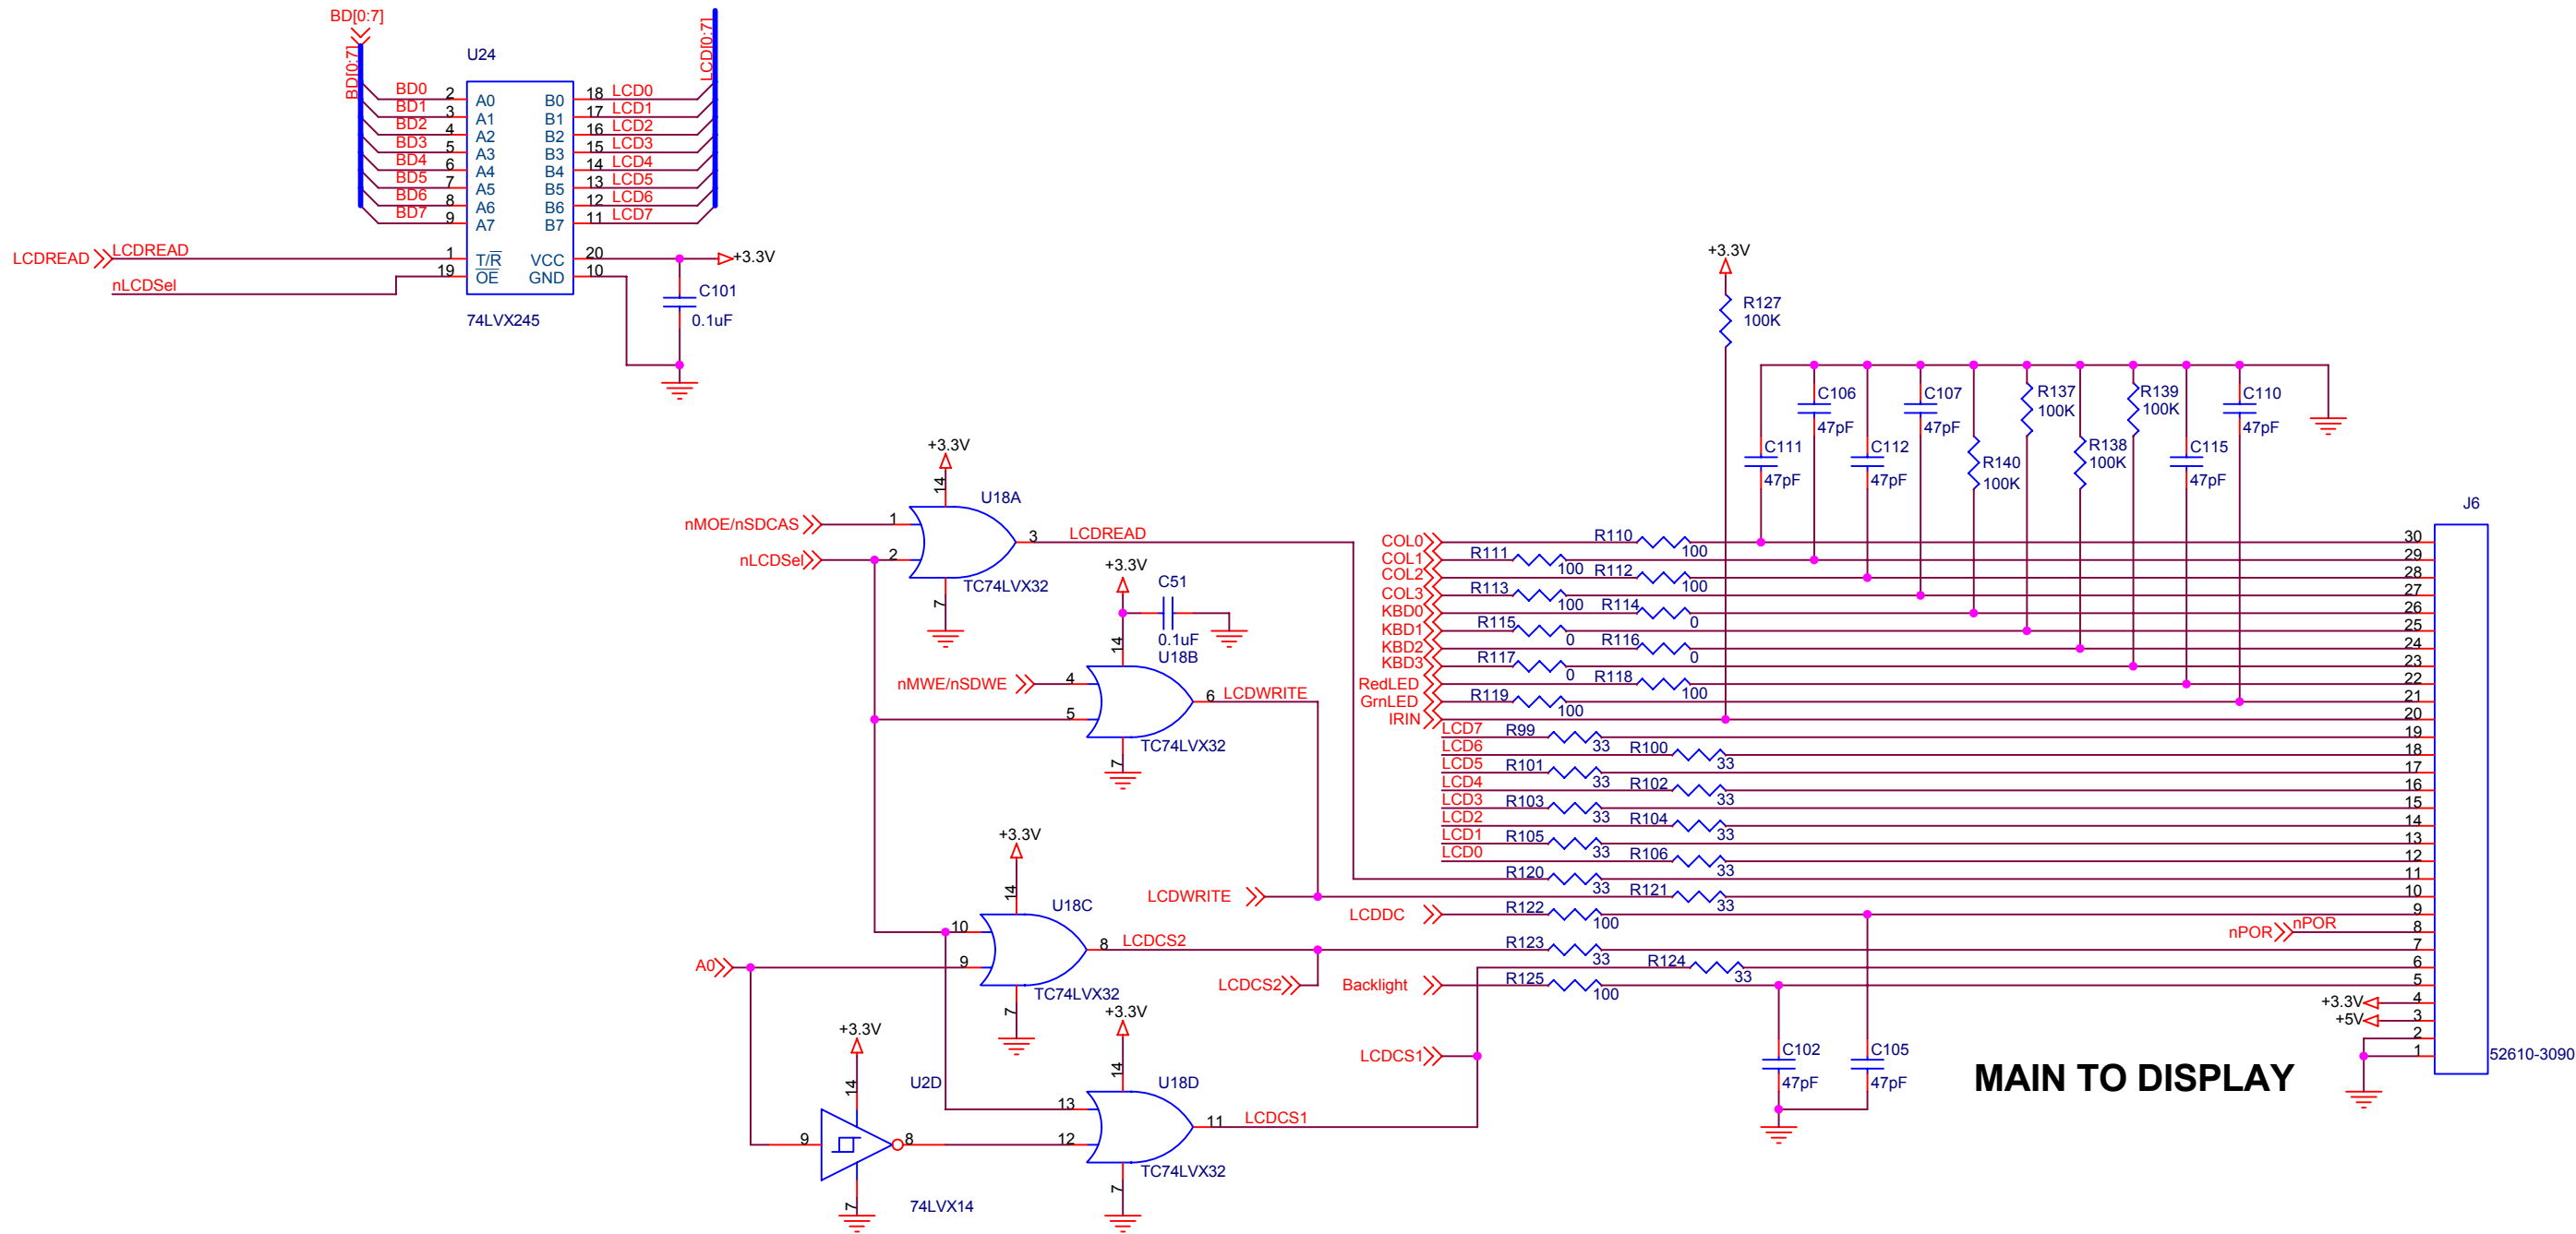 BD[0:7]
BD[0:7]
LCD[0:7]
U24
BD0 2 A0 B0 18 LCD0
BD1 3 A1 B1 17 LCD1
BD2 4 A2 B2 16 LCD2
BD3 5 A3 B3 15 LCD3
BD4 6 A4 B4 14 LCD4
BD5 7 A5 B5 13 LCD5
BD6 8 A6 B6 12 LCD6
BD7 9 A7 B7 11 LCD7
LCDREAD LCDREAD 1 T/R VCC 20 +3.3V
nLCDSel 19 OE GND 10
C101
0.1uF
74LVX245
+3.3V
R127
100K
C106
47pF
C107
47pF
R137
100K
R139
100K
C110
47pF
C111
47pF
C112
47pF
R140
100K
R138
100K
C115
47pF
+3.3V
14
U18A
nMOE/nSDCAS 1
nLCDSel 2
3 LCDREAD
TC74LVX32
7
+3.3V
C51
0.1uF
14
U18B
nMWE/nSDWE 4
5
6 LCDWRITE
TC74LVX32
7
+3.3V
14
U18C
10
A0 9
8 LCDCS2
TC74LVX32
7
+3.3V
14
U2D
9 8
74LVX14
7
+3.3V
14
U18D
13
12
11 LCDCS1
TC74LVX32
7
J6
COL0 R110 100 30
COL1 R111 100 29
COL2 R112 100 28
COL3 R113 100 27
KBD0 R114 0 26
KBD1 R115 0 25
KBD2 R116 0 24
KBD3 R117 0 23
RedLED R118 100 22
GrnLED R119 100 21
IRIN 20
LCD7 R99 33 19
LCD6 R100 33 18
LCD5 R101 33 17
LCD4 R102 33 16
LCD3 R103 33 15
LCD2 R104 33 14
LCD1 R105 33 13
LCD0 R106 33 12
R120 33 11
LCDWRITE R121 33 10
LCDDC R122 100 9
nPOR nPOR 8
R123 33 7
R124 33 6
LCDCS2
Backlight R125 100 5
+3.3V 4
+5V 3
2
1
LCDCS1
C102
47pF
C105
47pF
52610-3090
MAIN TO DISPLAY